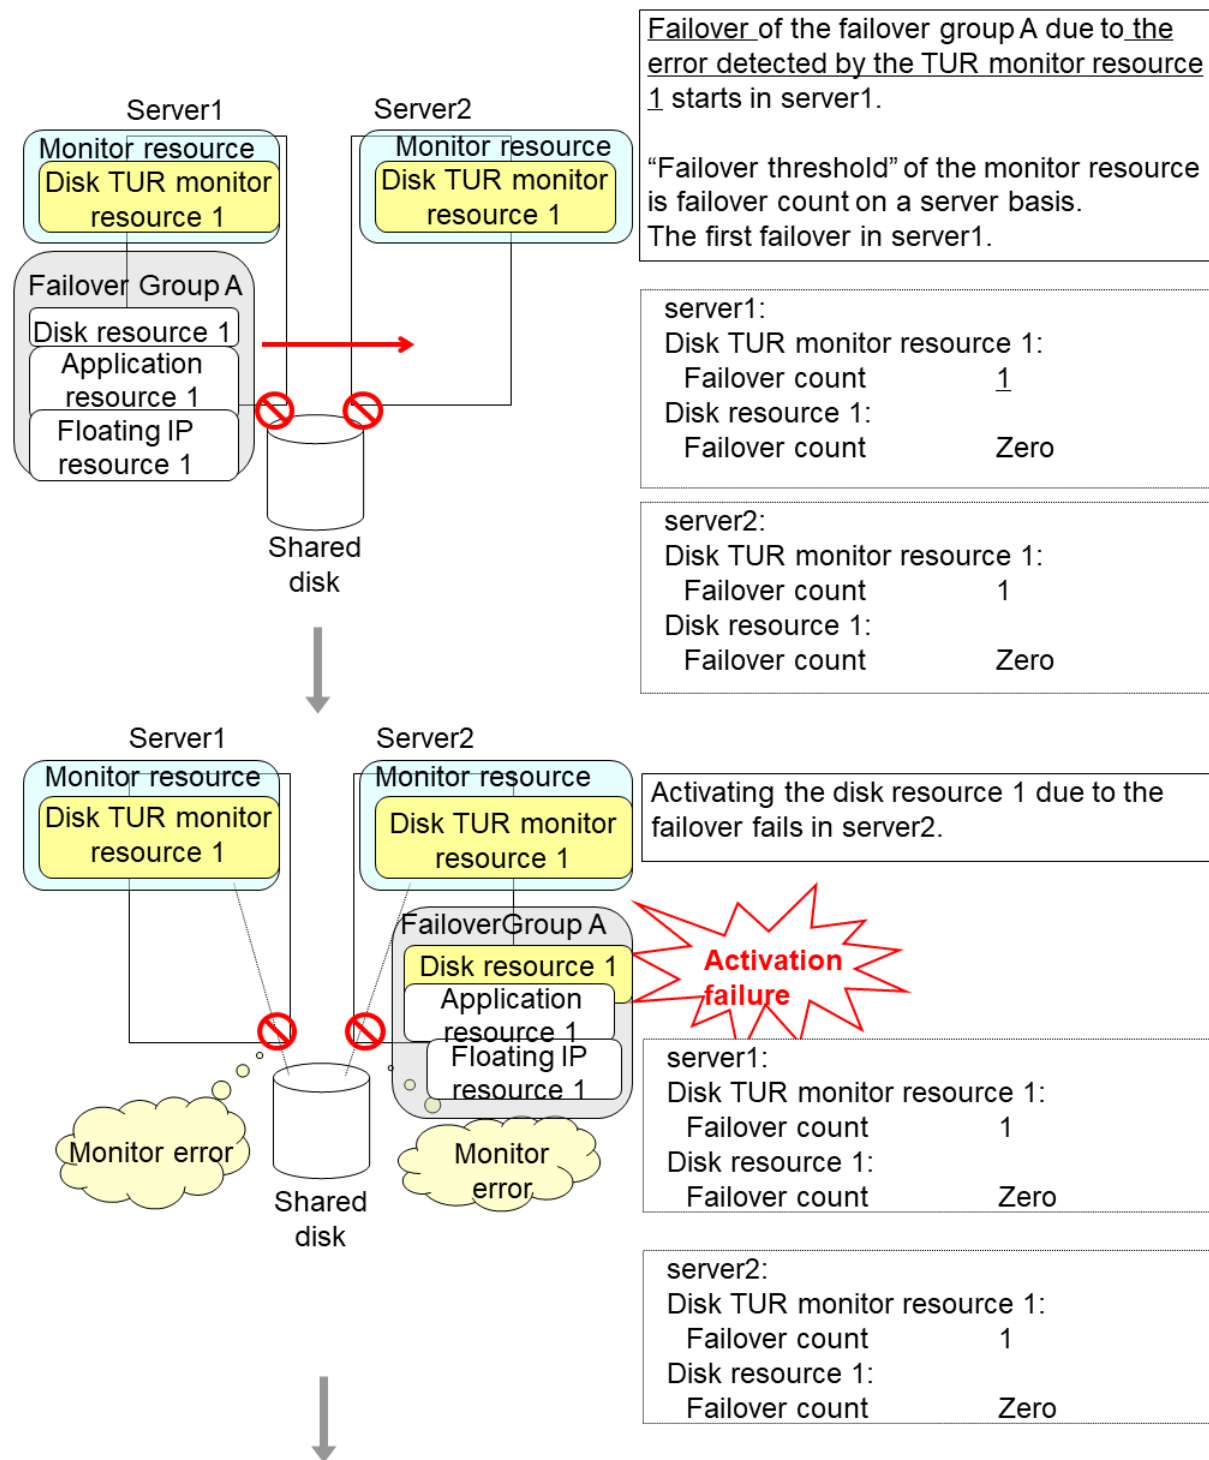 Failover of the failover group A due to the
error detected by the TUR monitor resource
1 starts in server1.
"Failover threshold" of the monitor resource
is failover count on a server basis.
The first failover in server1.
Server1
Server2
Monitor resource
Disk TUR monitor
resource 1
Monitor resource
Disk TUR monitor
resource 1
Failover Group A
Disk resource 1
Application
resource 1
Floating IP
resource 1
Shared
disk
server1:
Disk TUR monitor resource 1:
Failover count 1
Disk resource 1:
Failover count Zero
server2:
Disk TUR monitor resource 1:
Failover count 1
Disk resource 1:
Failover count Zero
Server1
Server2
Monitor resource
Disk TUR monitor
resource 1
Monitor resource
Disk TUR monitor
resource 1
Activating the disk resource 1 due to the
failover fails in server2.
FailoverGroup A
Disk resource 1
Application
resource 1
Floating IP
resource 1
Activation
failure
Monitor error
Monitor
error
Shared
disk
server1:
Disk TUR monitor resource 1:
Failover count 1
Disk resource 1:
Failover count Zero
server2:
Disk TUR monitor resource 1:
Failover count 1
Disk resource 1:
Failover count Zero